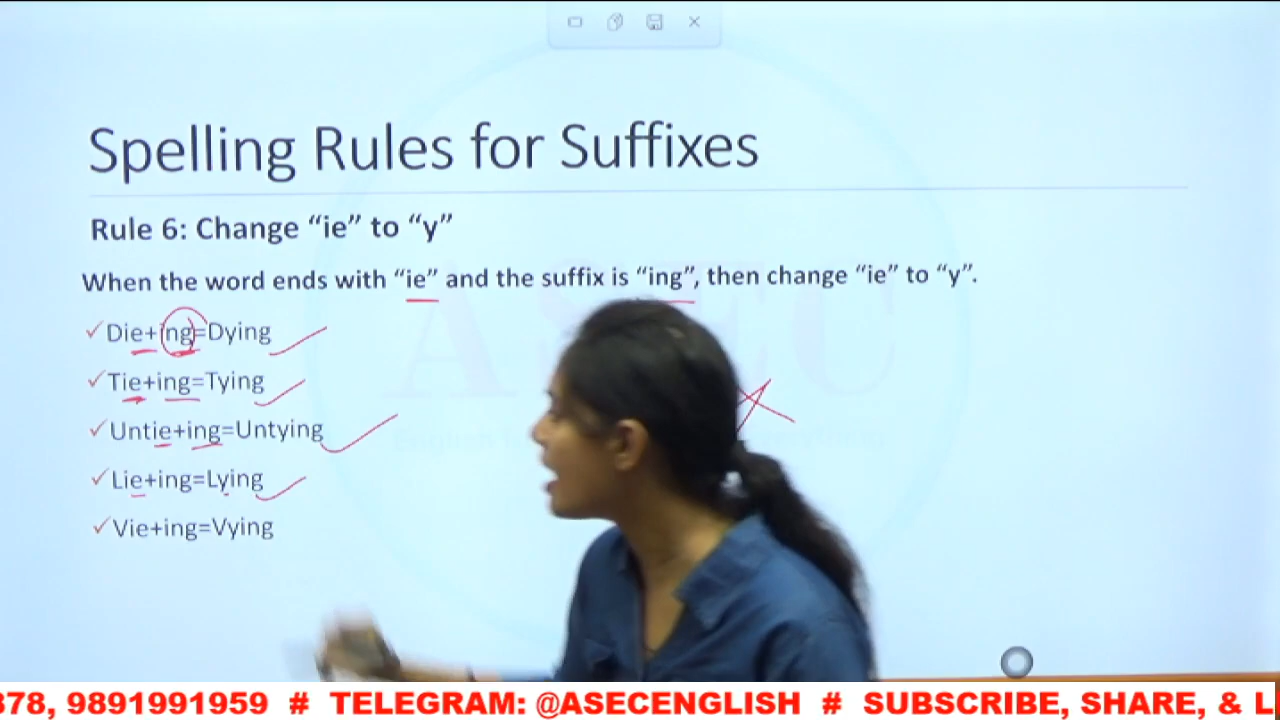 Spelling Rules for Suffixes
Rule 6: Change “ie” to “y”
When the word ends with “ie” and the suffix is “ing”, then change “ie” to “y”.
✓Die+ing=Dying
✓Tie+ing=Tying
✓Untie+ing=Untying
✓Lie+ing=Lying
✓Vie+ing=Vying
378, 9891991959 # TELEGRAM: @ASECENGLISH # SUBSCRIBE, SHARE, & L